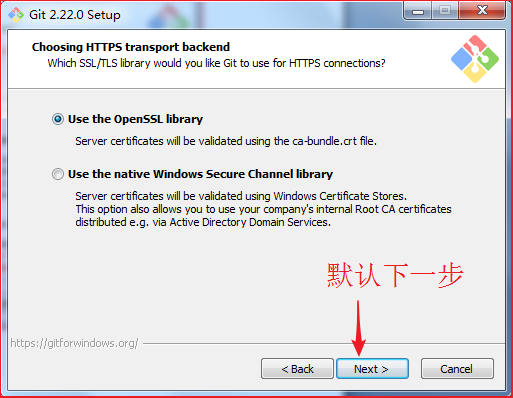 Git 2.22.0 Setup
Choosing HTTPS transport backend
Which SSL/TLS library would you like Git to use for HTTPS connections?
Use the OpenSSL library
Server certificates will be validated using the ca-bundle.crt file.
Use the native Windows Secure Channel library
Server certificates will be validated using Windows Certificate Stores.
This option also allows you to use your company's internal Root CA certificates
distributed e.g. via Active Directory Domain Services.
默认下一步
https://gitforwindows.org/
< Back
Next >
Cancel